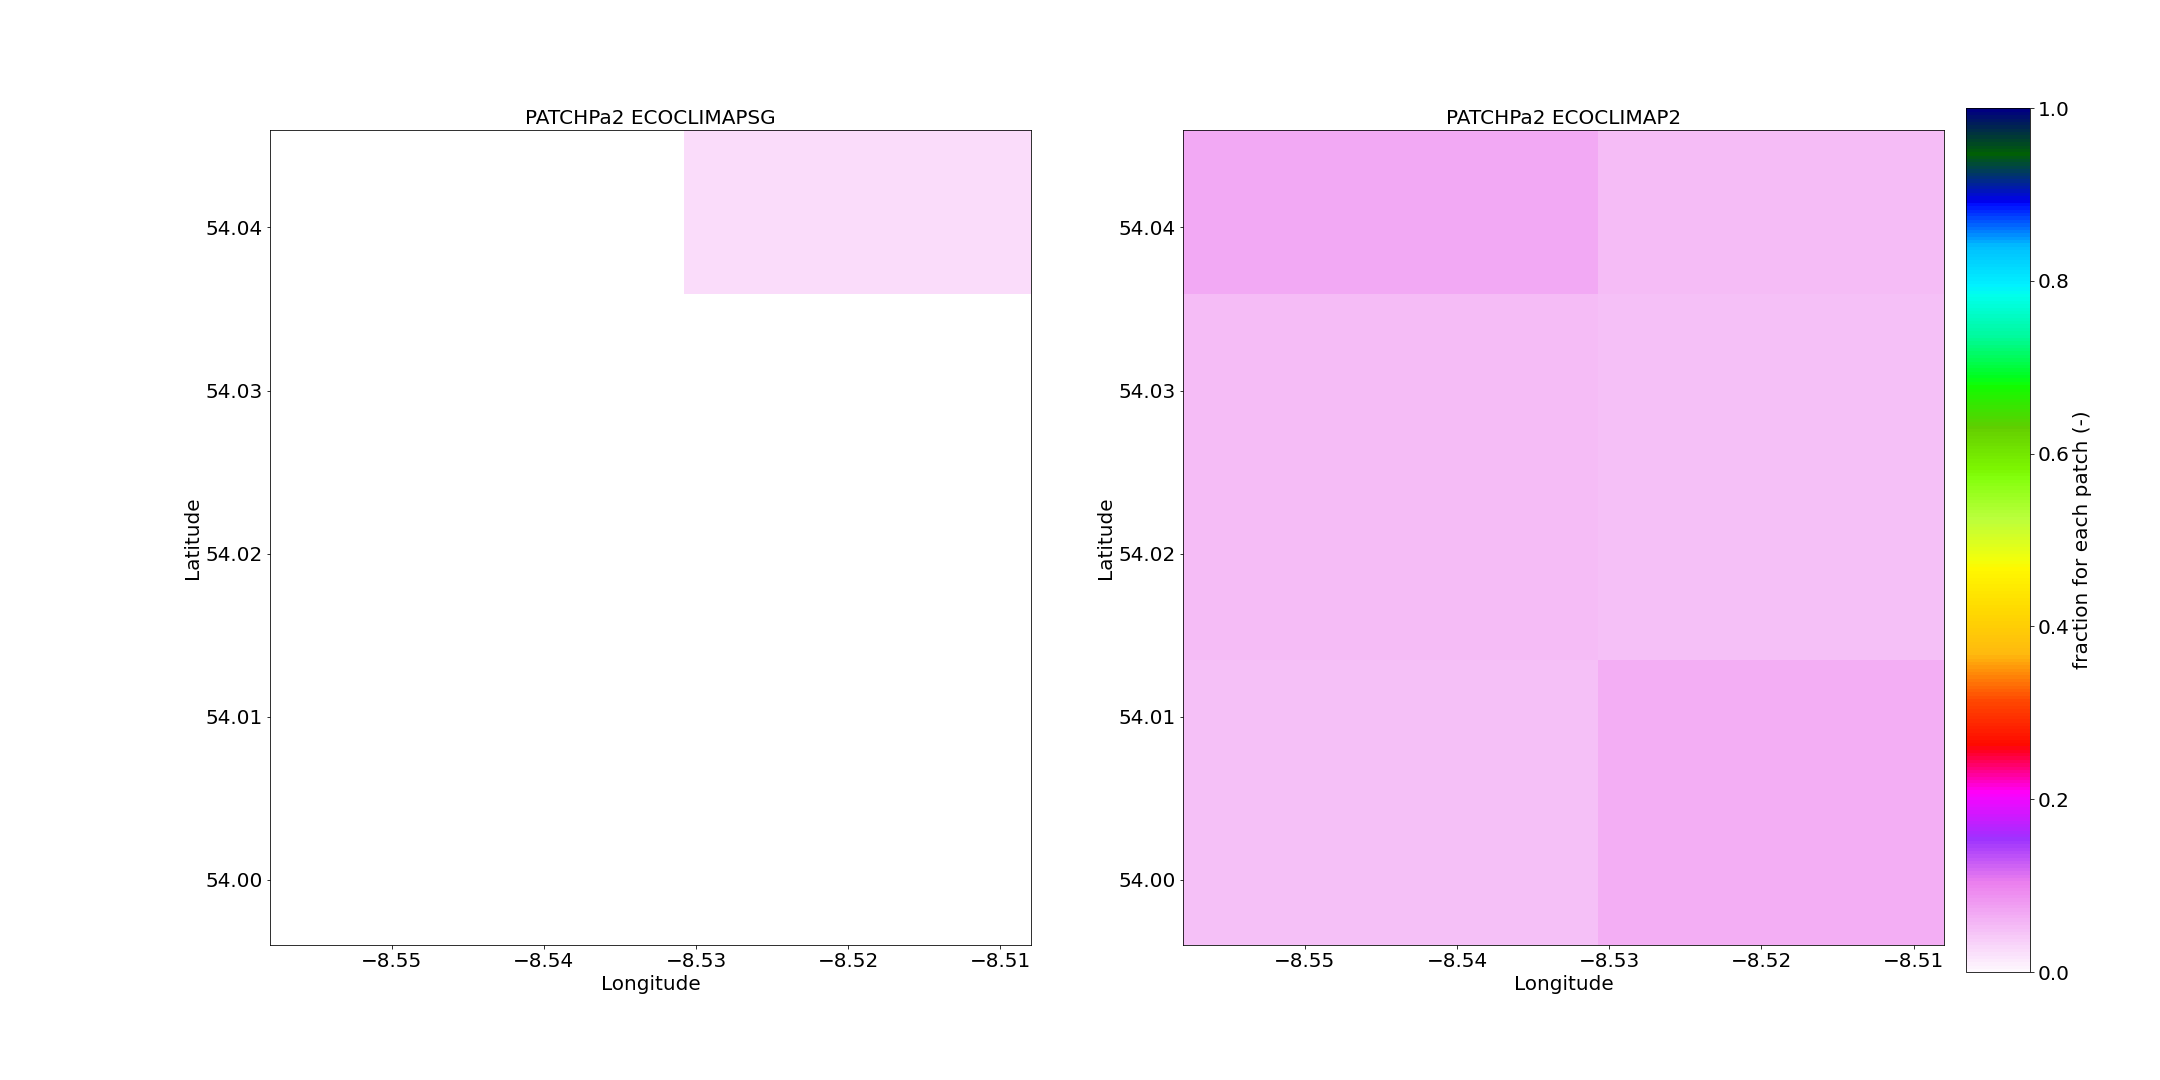 PATCHPa2 ECOCLIMAPSG
54.04
54.03
54.02
54.01
54.00
Latitude
−8.55 −8.54 −8.53 −8.52 −8.51
Longitude
PATCHPa2 ECOCLIMAP2
54.04
54.03
54.02
54.01
54.00
Latitude
−8.55 −8.54 −8.53 −8.52 −8.51
Longitude
1.0
0.8
0.6
0.4
0.2
0.0
fraction for each patch (-)